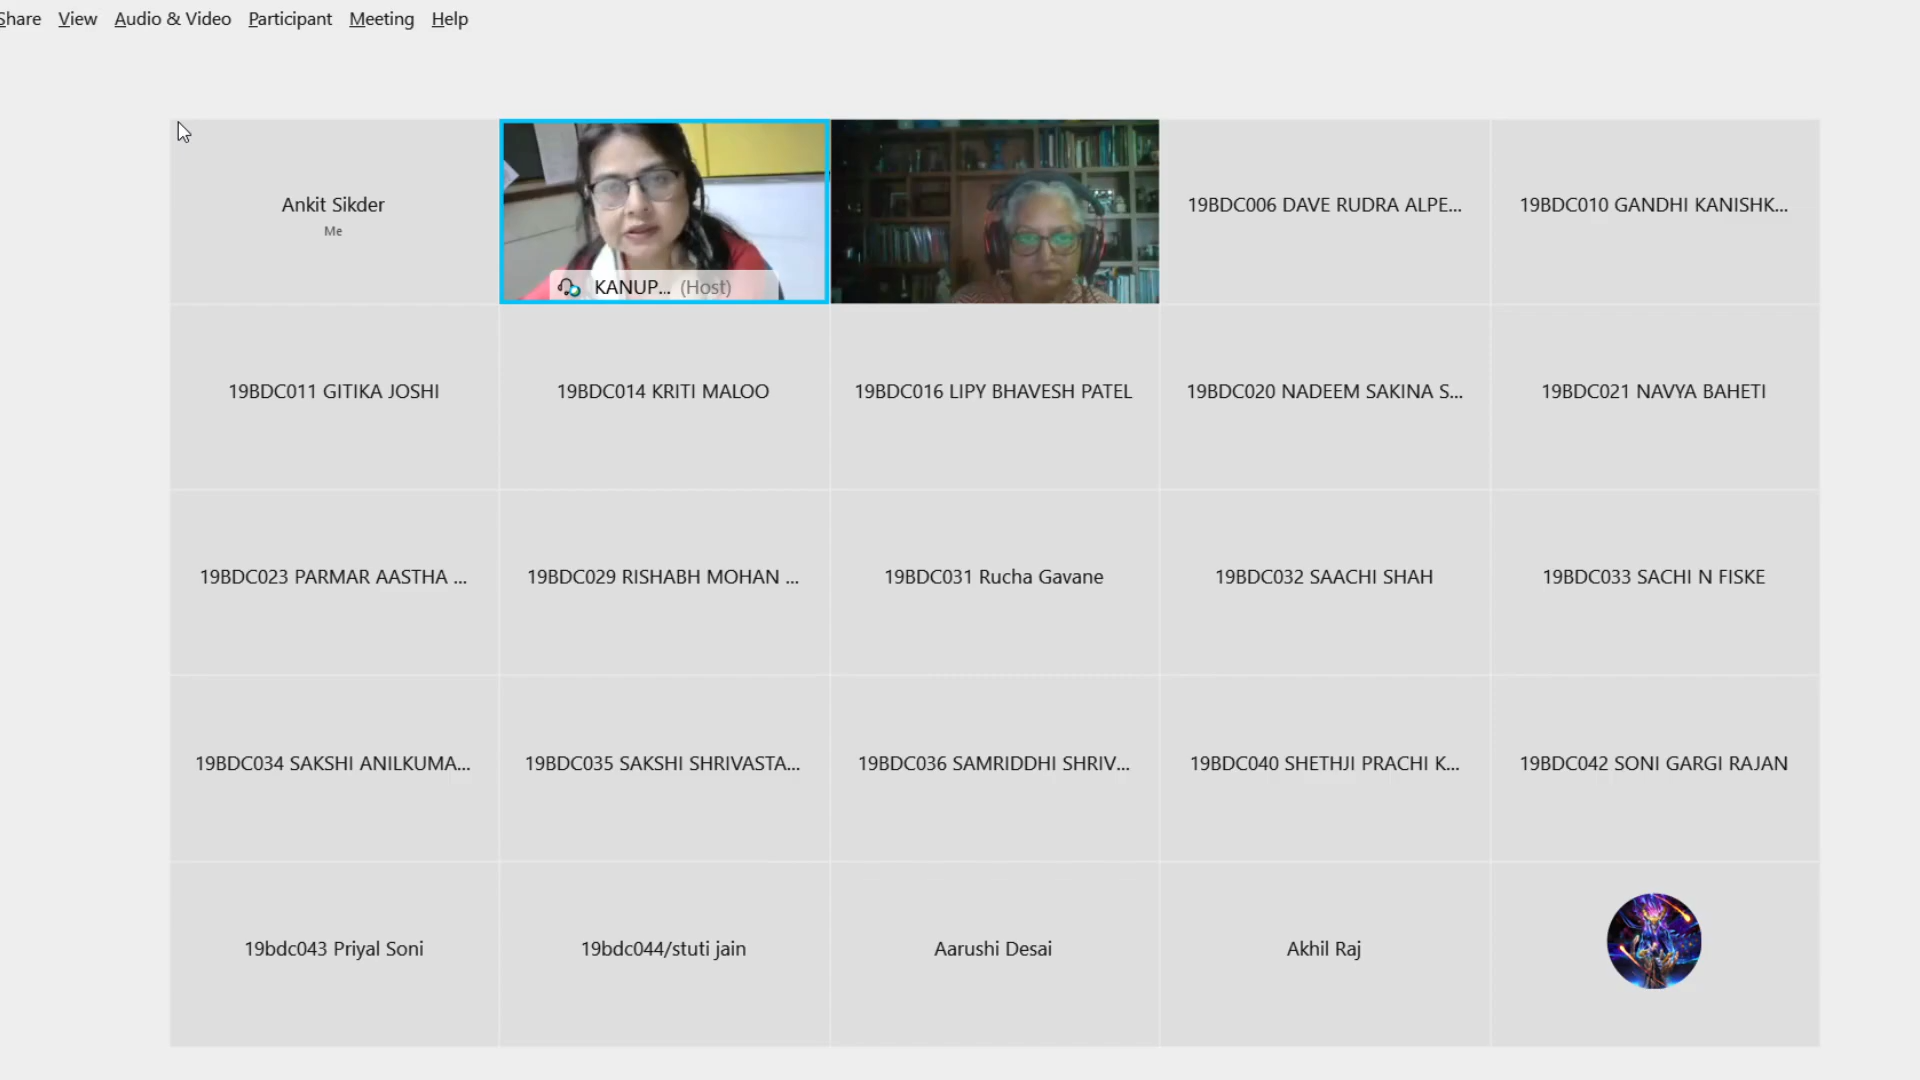 Share View Audio & Video Participant Meeting Help
Ankit Sikder
Me
KANUP... (Host)
19BDC006 DAVE RUDRA ALPE...
19BDC010 GANDHI KANISHK...
19BDC011 GITIKA JOSHI
19BDC014 KRITI MALOO
19BDC016 LIPY BHAVESH PATEL
19BDC020 NADEEM SAKINA S...
19BDC021 NAVYA BAHETI
19BDC023 PARMAR AASTHA ...
19BDC029 RISHABH MOHAN ...
19BDC031 Rucha Gavane
19BDC032 SAACHI SHAH
19BDC033 SACHI N FISKE
19BDC034 SAKSHI ANILKUMA...
19BDC035 SAKSHI SHRIVASTA...
19BDC036 SAMRIDDHI SHRIV...
19BDC040 SHETHJI PRACHI K...
19BDC042 SONI GARGI RAJAN
19bdc043 Priyal Soni
19bdc044/stuti jain
Aarushi Desai
Akhil Raj